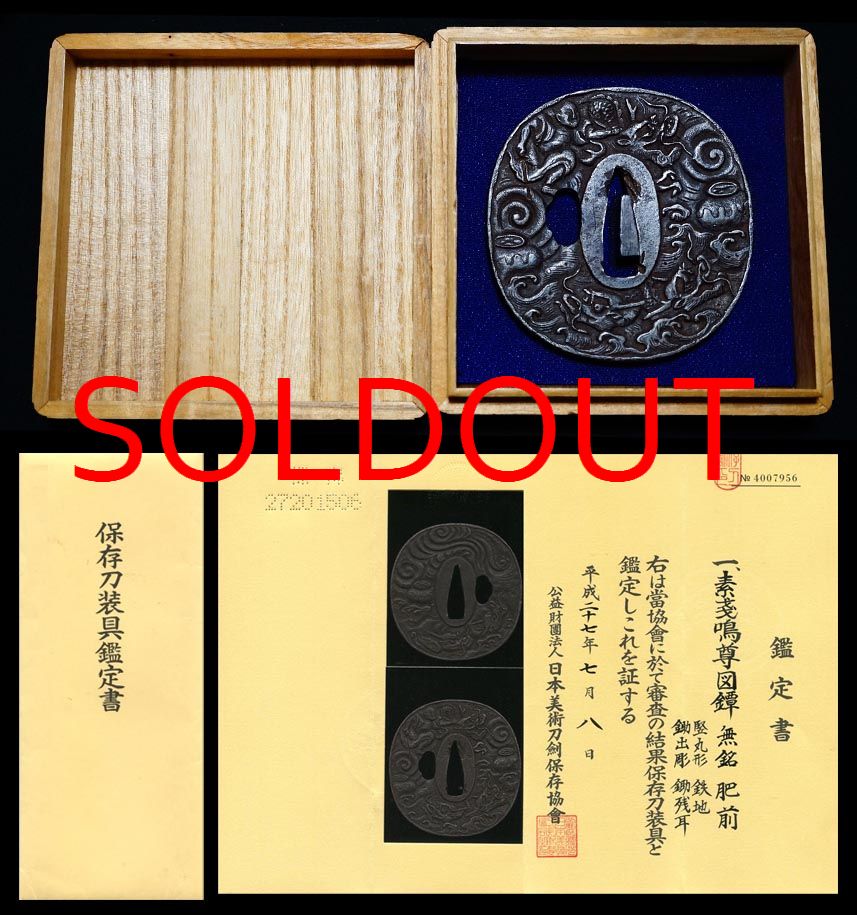 SOLDOUT
保存刀装具鑑定書
№ 4007956
27201506
鑑定書
一、素戔鳴尊図鐔 無銘 肥前
竪丸形 鉄地
鋤出彫 鋤残耳
右は當協會に於て審査の結果保存刀装具と
鑑定しこれを証する
平成二十七年七月八日
公益財團法人日本美術刀劍保存協會